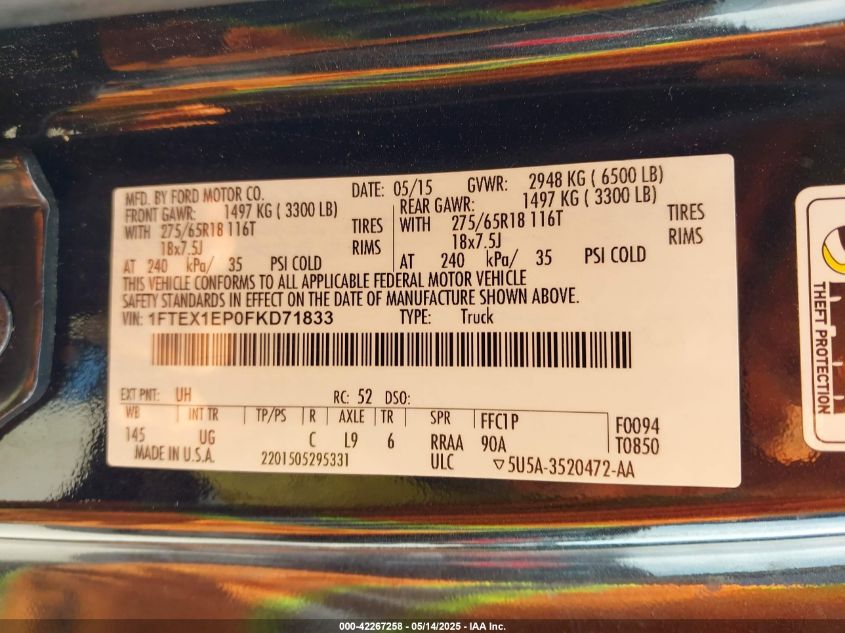 MFD. BY FORD MOTOR CO. DATE: 05/15 GVWR: 2948 KG ( 6500 LB)
FRONT GAWR: 1497 KG ( 3300 LB) REAR GAWR: 1497 KG ( 3300 LB)
WITH 275/65R18 116T TIRES WITH 275/65R18 116T TIRES
18x7.5J RIMS 18x7.5J RIMS
AT 240 kPa/ 35 PSI COLD AT 240 kPa/ 35 PSI COLD
THIS VEHICLE CONFORMS TO ALL APPLICABLE FEDERAL MOTOR VEHICLE
SAFETY STANDARDS IN EFFECT ON THE DATE OF MANUFACTURE SHOWN ABOVE.
VIN: 1FTEX1EP0FKD71833 TYPE: Truck
EXT PNT: UH RC: 52 DSO:
WB INT TR TP/PS R AXLE TR SPR FFC1P F0094
145 UG C L9 6 RRAA 90A T0850
MADE IN U.S.A. 2201505295331 ULC ▽5U5A-3520472-AA
THEFT PROTECTION
000-42267258 - 05/14/2025 - IAA Inc.